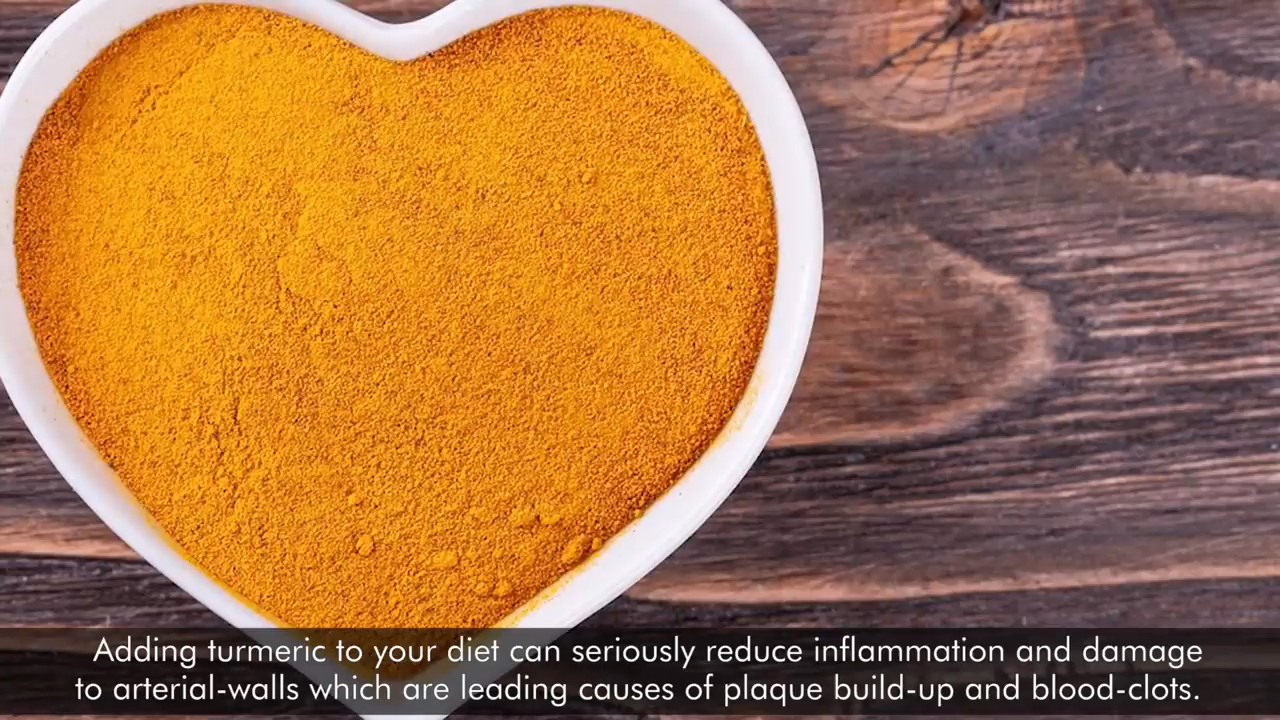 Adding turmeric to your diet can seriously reduce inflammation and damage
to arterial-walls which are leading causes of plaque build-up and blood-clots.